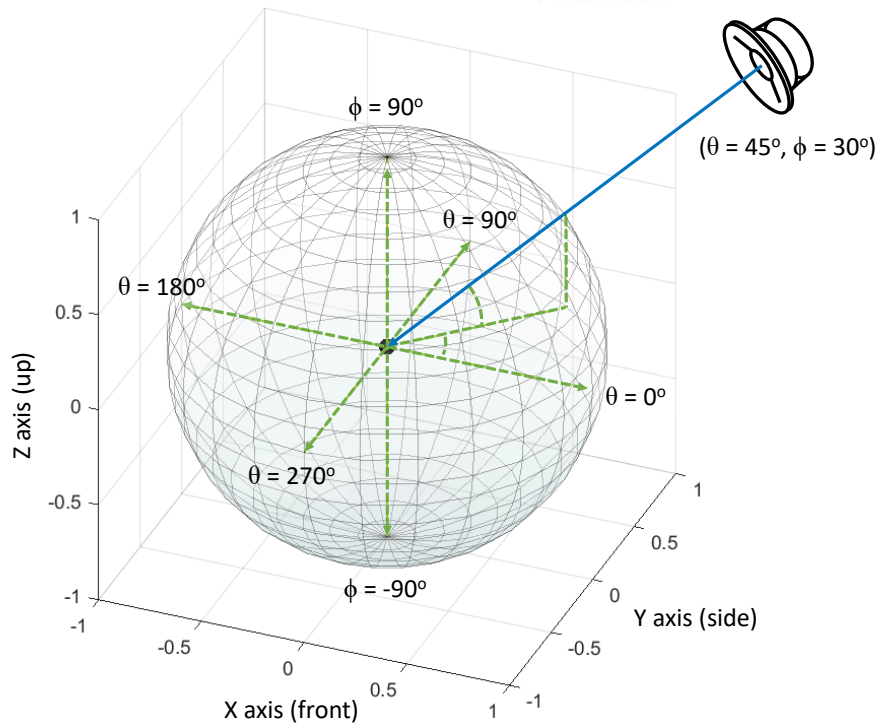 ϕ = 90°
(θ = 45°, ϕ = 30°)
θ = 90°
θ = 180°
θ = 0°
θ = 270°
ϕ = -90°
1
0.5
0
-0.5
-1
Z axis (up)
-1
-0.5
0
0.5
1
X axis (front)
-1
-0.5
0
0.5
1
Y axis (side)